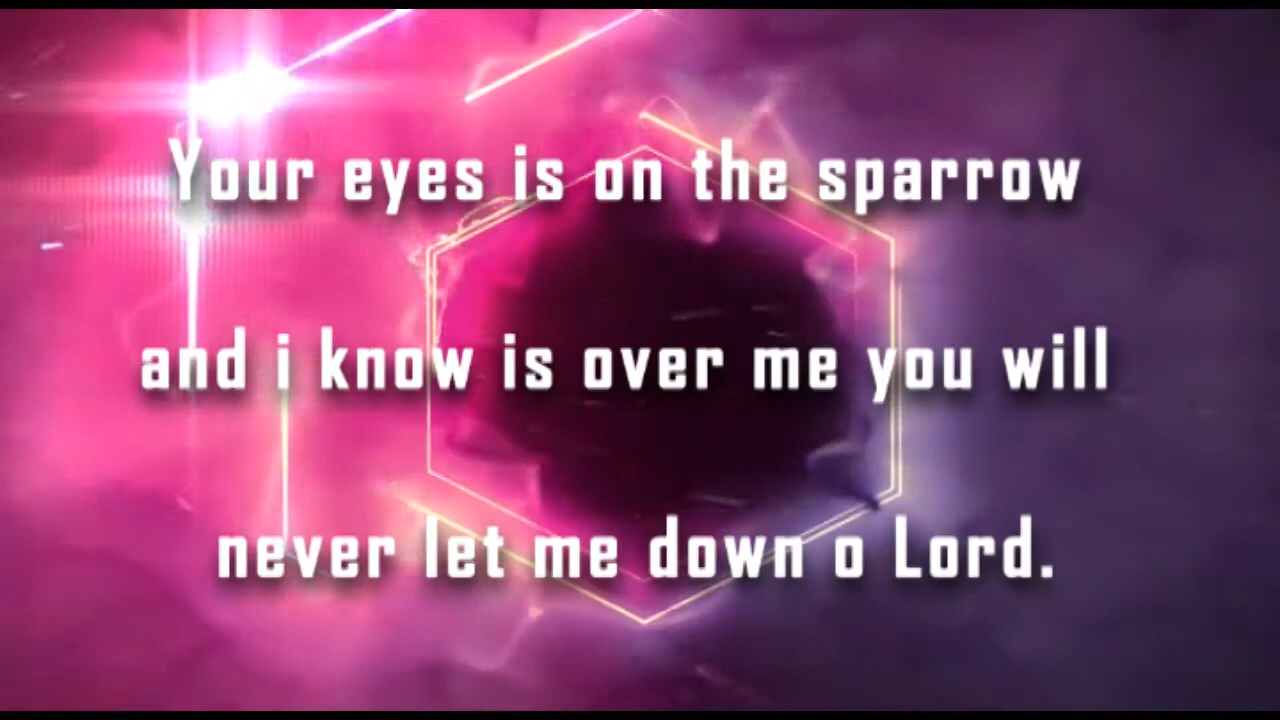 Your eyes is on the sparrow
and i know is over me you will
never let me down o Lord.